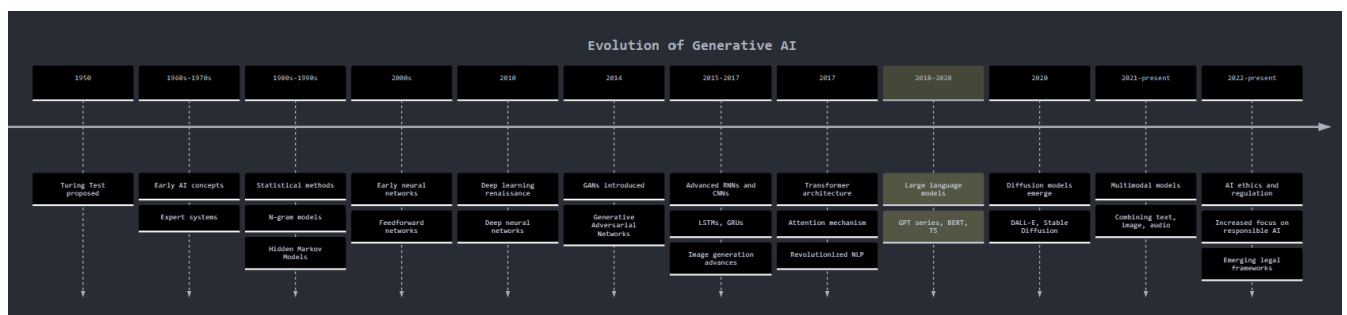 Evolution of Generative AI
1950
1960s-1970s
1980s-1990s
2000s
2010
2014
2015-2017
2017
2018-2020
2020
2021-present
2022-present
Turing Test
proposed
Early AI concepts
Expert systems
Statistical methods
N-gram models
Hidden Markov
Models
Early neural
networks
Feedforward
networks
Deep learning
renaissance
Deep neural
networks
GANs introduced
Generative
Adversarial
Networks
Advanced RNNs and
CNNs
LSTMs, GRUs
Image generation
advances
Transformer
architecture
Attention mechanism
Revolutionized NLP
Large language
models
GPT series, BERT,
T5
Diffusion models
emerge
DALL-E, Stable
Diffusion
Multimodal models
Combining text,
image, audio
AI ethics and
regulation
Increased focus on
responsible AI
Emerging legal
frameworks